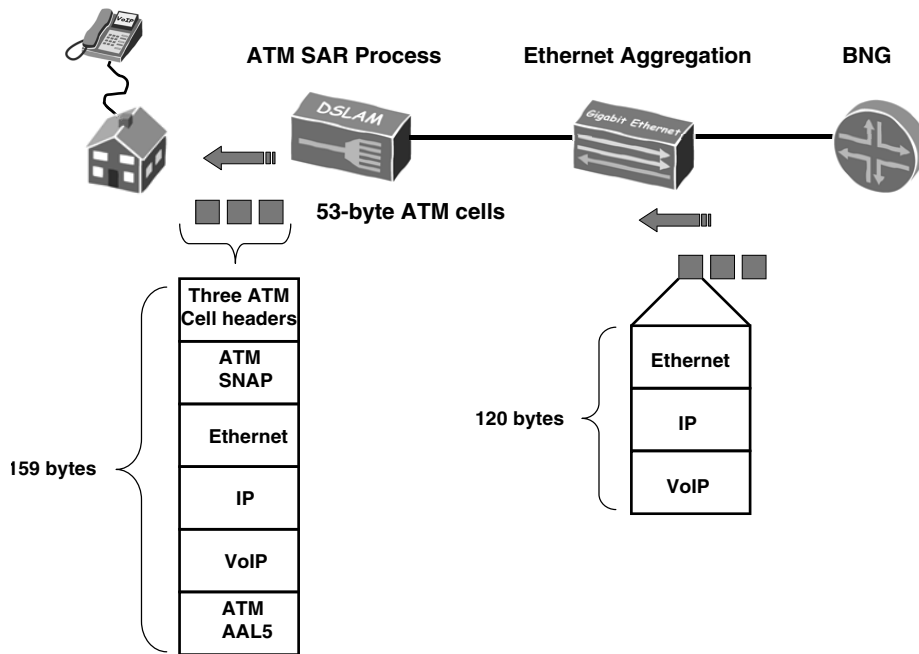 VoIP
ATM SAR Process
Ethernet Aggregation
BNG
DSLAM
Gigabit Ethernet
53-byte ATM cells
Three ATM
Cell headers
ATM
SNAP
Ethernet
IP
VoIP
ATM
AAL5
159 bytes
Ethernet
IP
VoIP
120 bytes